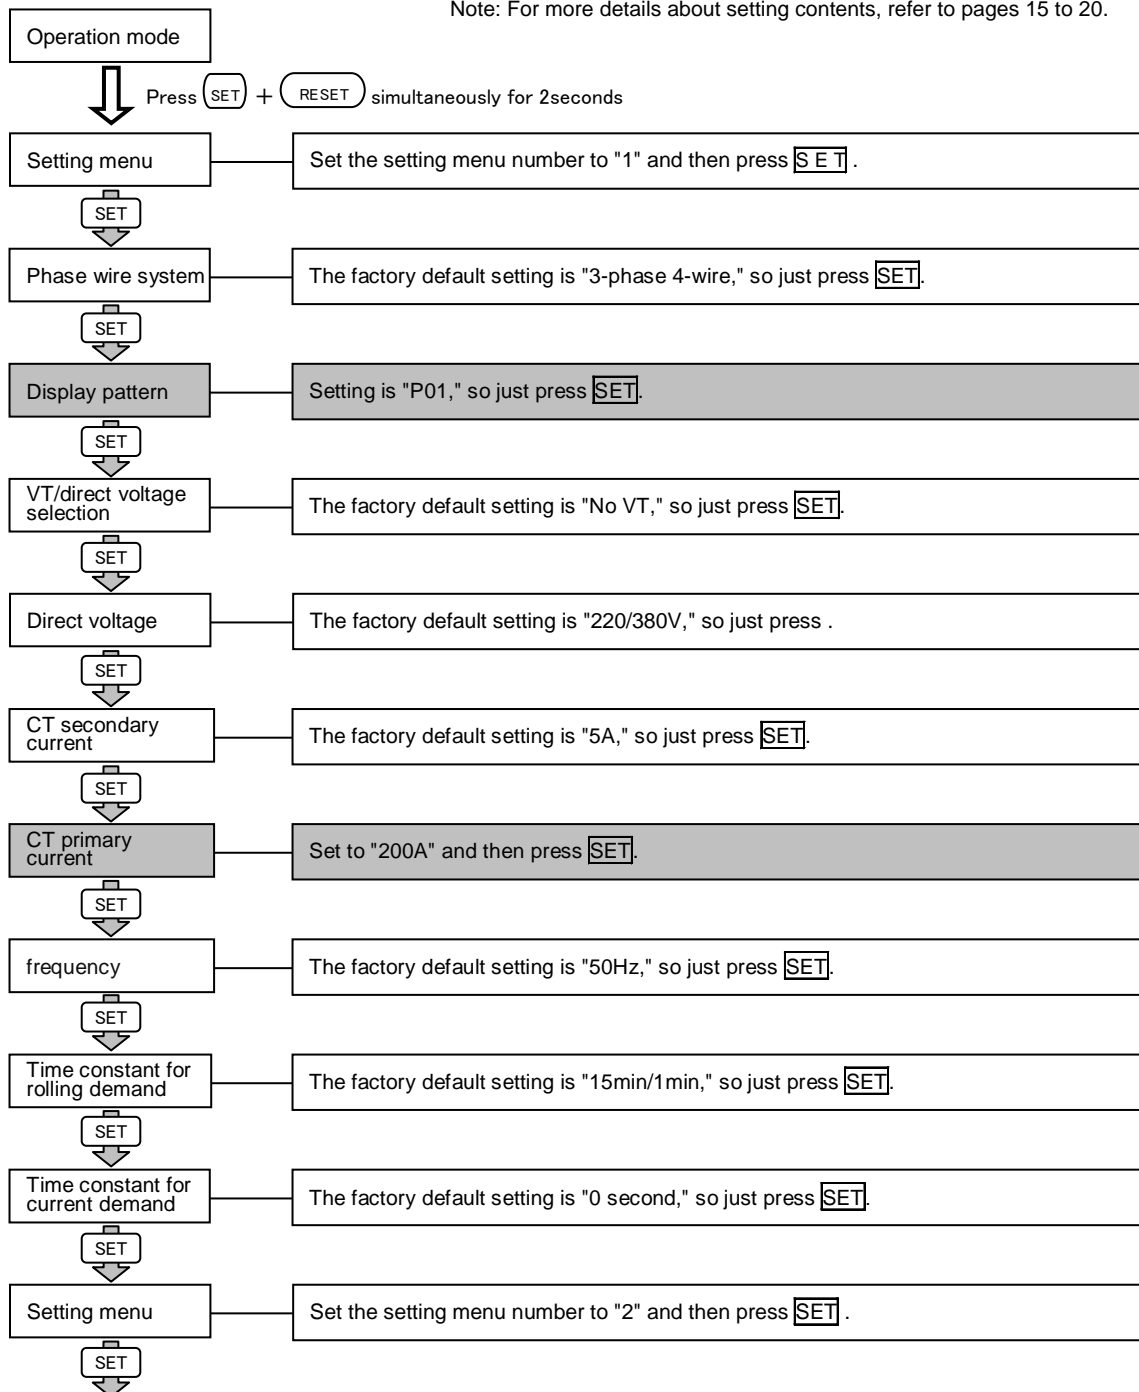 Note: For more details about setting contents, refer to pages 15 to 20.
Operation mode
Press SET + RESET simultaneously for 2seconds
Setting menu
Set the setting menu number to "1" and then press S E T .
SET
Phase wire system
The factory default setting is "3-phase 4-wire," so just press SET.
SET
Display pattern
Setting is "P01," so just press SET.
SET
VT/direct voltage
selection
The factory default setting is "No VT," so just press SET.
SET
Direct voltage
The factory default setting is "220/380V," so just press .
SET
CT secondary
current
The factory default setting is "5A," so just press SET.
SET
CT primary
current
Set to "200A" and then press SET.
SET
frequency
The factory default setting is "50Hz," so just press SET.
SET
Time constant for
rolling demand
The factory default setting is "15min/1min," so just press SET.
SET
Time constant for
current demand
The factory default setting is "0 second," so just press SET.
SET
Setting menu
Set the setting menu number to "2" and then press SET .
SET